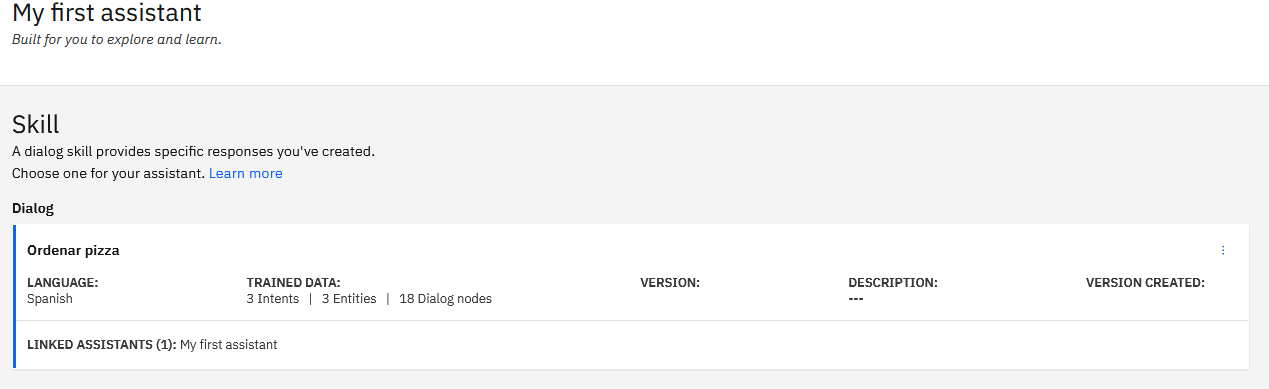 My first assistant
Built for you to explore and learn.
Skill
A dialog skill provides specific responses you've created.
Choose one for your assistant. Learn more
Dialog
Ordenar pizza
LANGUAGE: TRAINED DATA: VERSION: DESCRIPTION: VERSION CREATED:
Spanish 3 Intents | 3 Entities | 18 Dialog nodes ---
LINKED ASSISTANTS (1): My first assistant